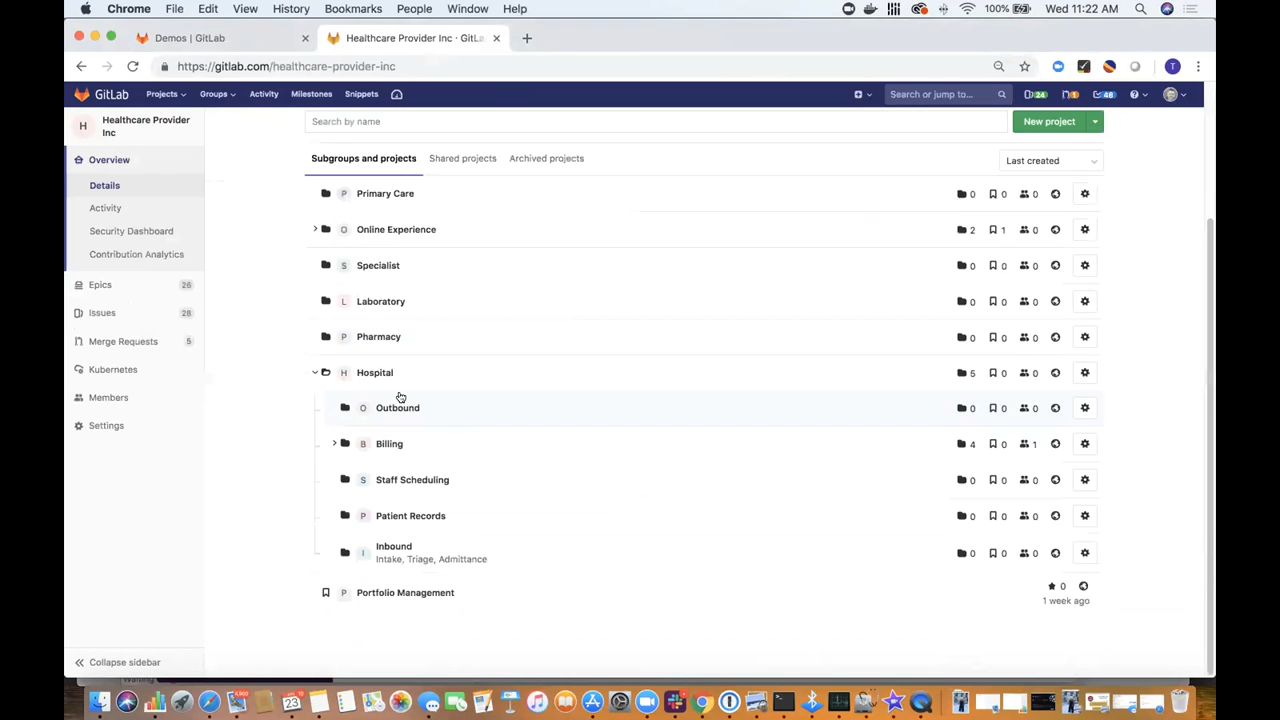 Chrome File Edit View History Bookmarks People Window Help 100% Wed 11:22 AM
Demos | GitLab Healthcare Provider Inc · GitLa
https://gitlab.com/healthcare-provider-inc T
GitLab Projects Groups Activity Milestones Snippets Search or jump to... 24 1 48
H Healthcare Provider Inc
Search by name New project
Overview
Subgroups and projects Shared projects Archived projects Last created
Details
P Primary Care 0 0 0
Activity
O Online Experience 2 1 0
Security Dashboard
Contribution Analytics
S Specialist 0 0 0
Epics 26
L Laboratory 0 0 0
Issues 28
P Pharmacy 0 0 0
Merge Requests 5
Kubernetes
H Hospital 5 0 0
Members
O Outbound 0 0 0
Settings
B Billing 4 0 1
S Staff Scheduling 0 0 0
P Patient Records 0 0 0
I Inbound 0 0 0
Intake, Triage, Admittance
P Portfolio Management 0
1 week ago
Collapse sidebar